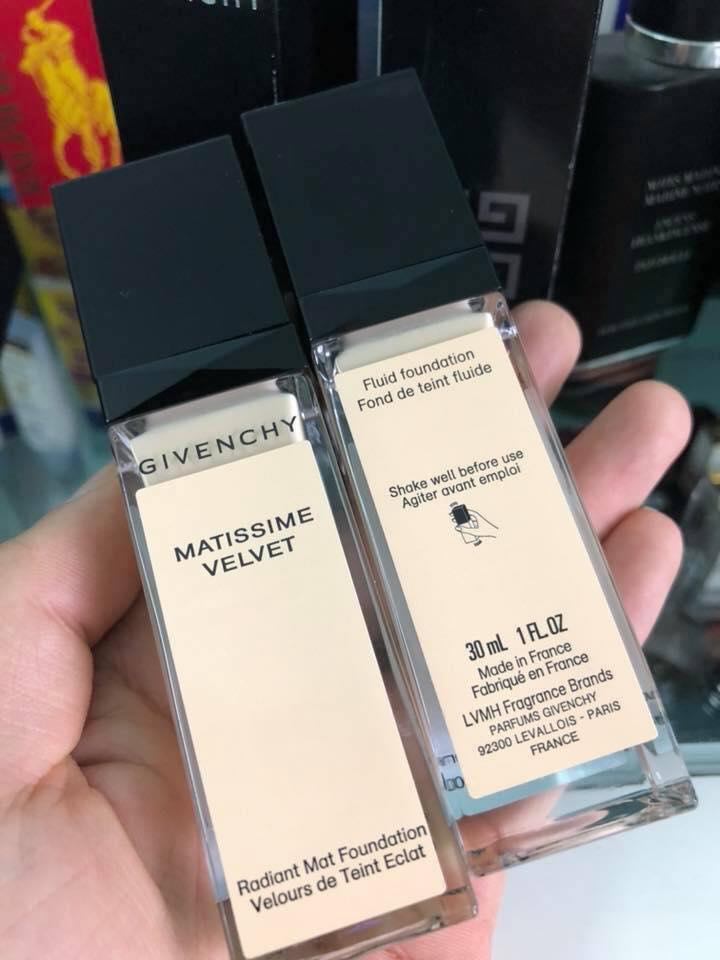 GIVENCHY
MATISSIME
VELVET
Radiant Mat Foundation
Velours de Teint Eclat
Fluid foundation
Fond de teint fluide
Shake well before use
Agiter avant emploi
30 mL 1 FL.OZ
Made in France
Fabriqué en France
LVMH Fragrance Brands
PARFUMS GIVENCHY
92300 LEVALLOIS - PARIS
FRANCE